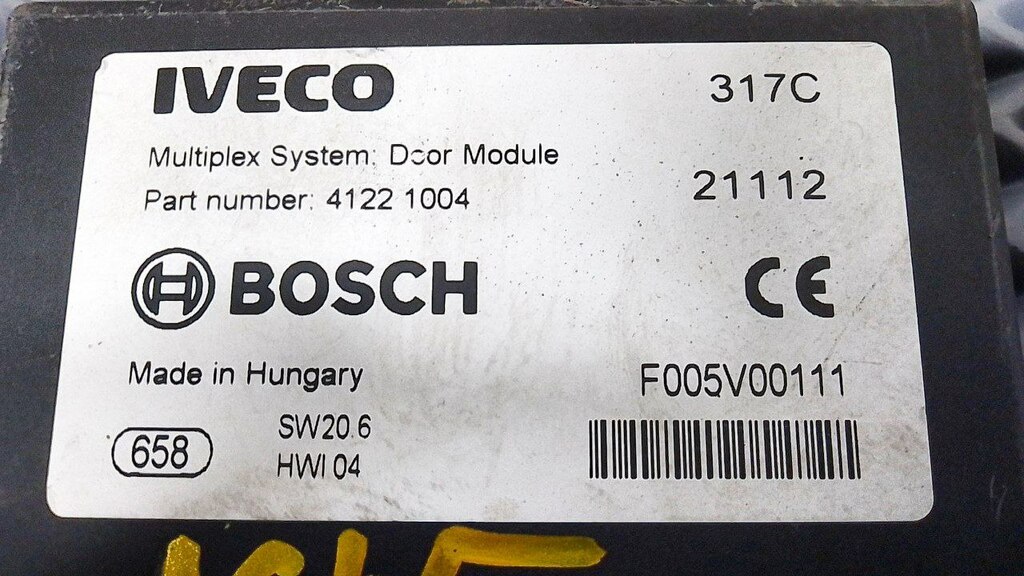 IVECO
317C
Multiplex System: Door Module
21112
Part number: 4122 1004
BOSCH
CE
Made in Hungary
F005V00111
SW20.6
658
HWI 04